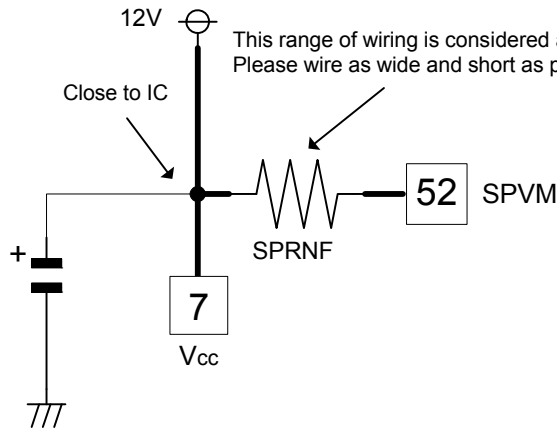 12V
This range of wiring is considered
Please wire as wide and short as
Close to IC
52 SPVM
SPRNF
+
7
Vcc